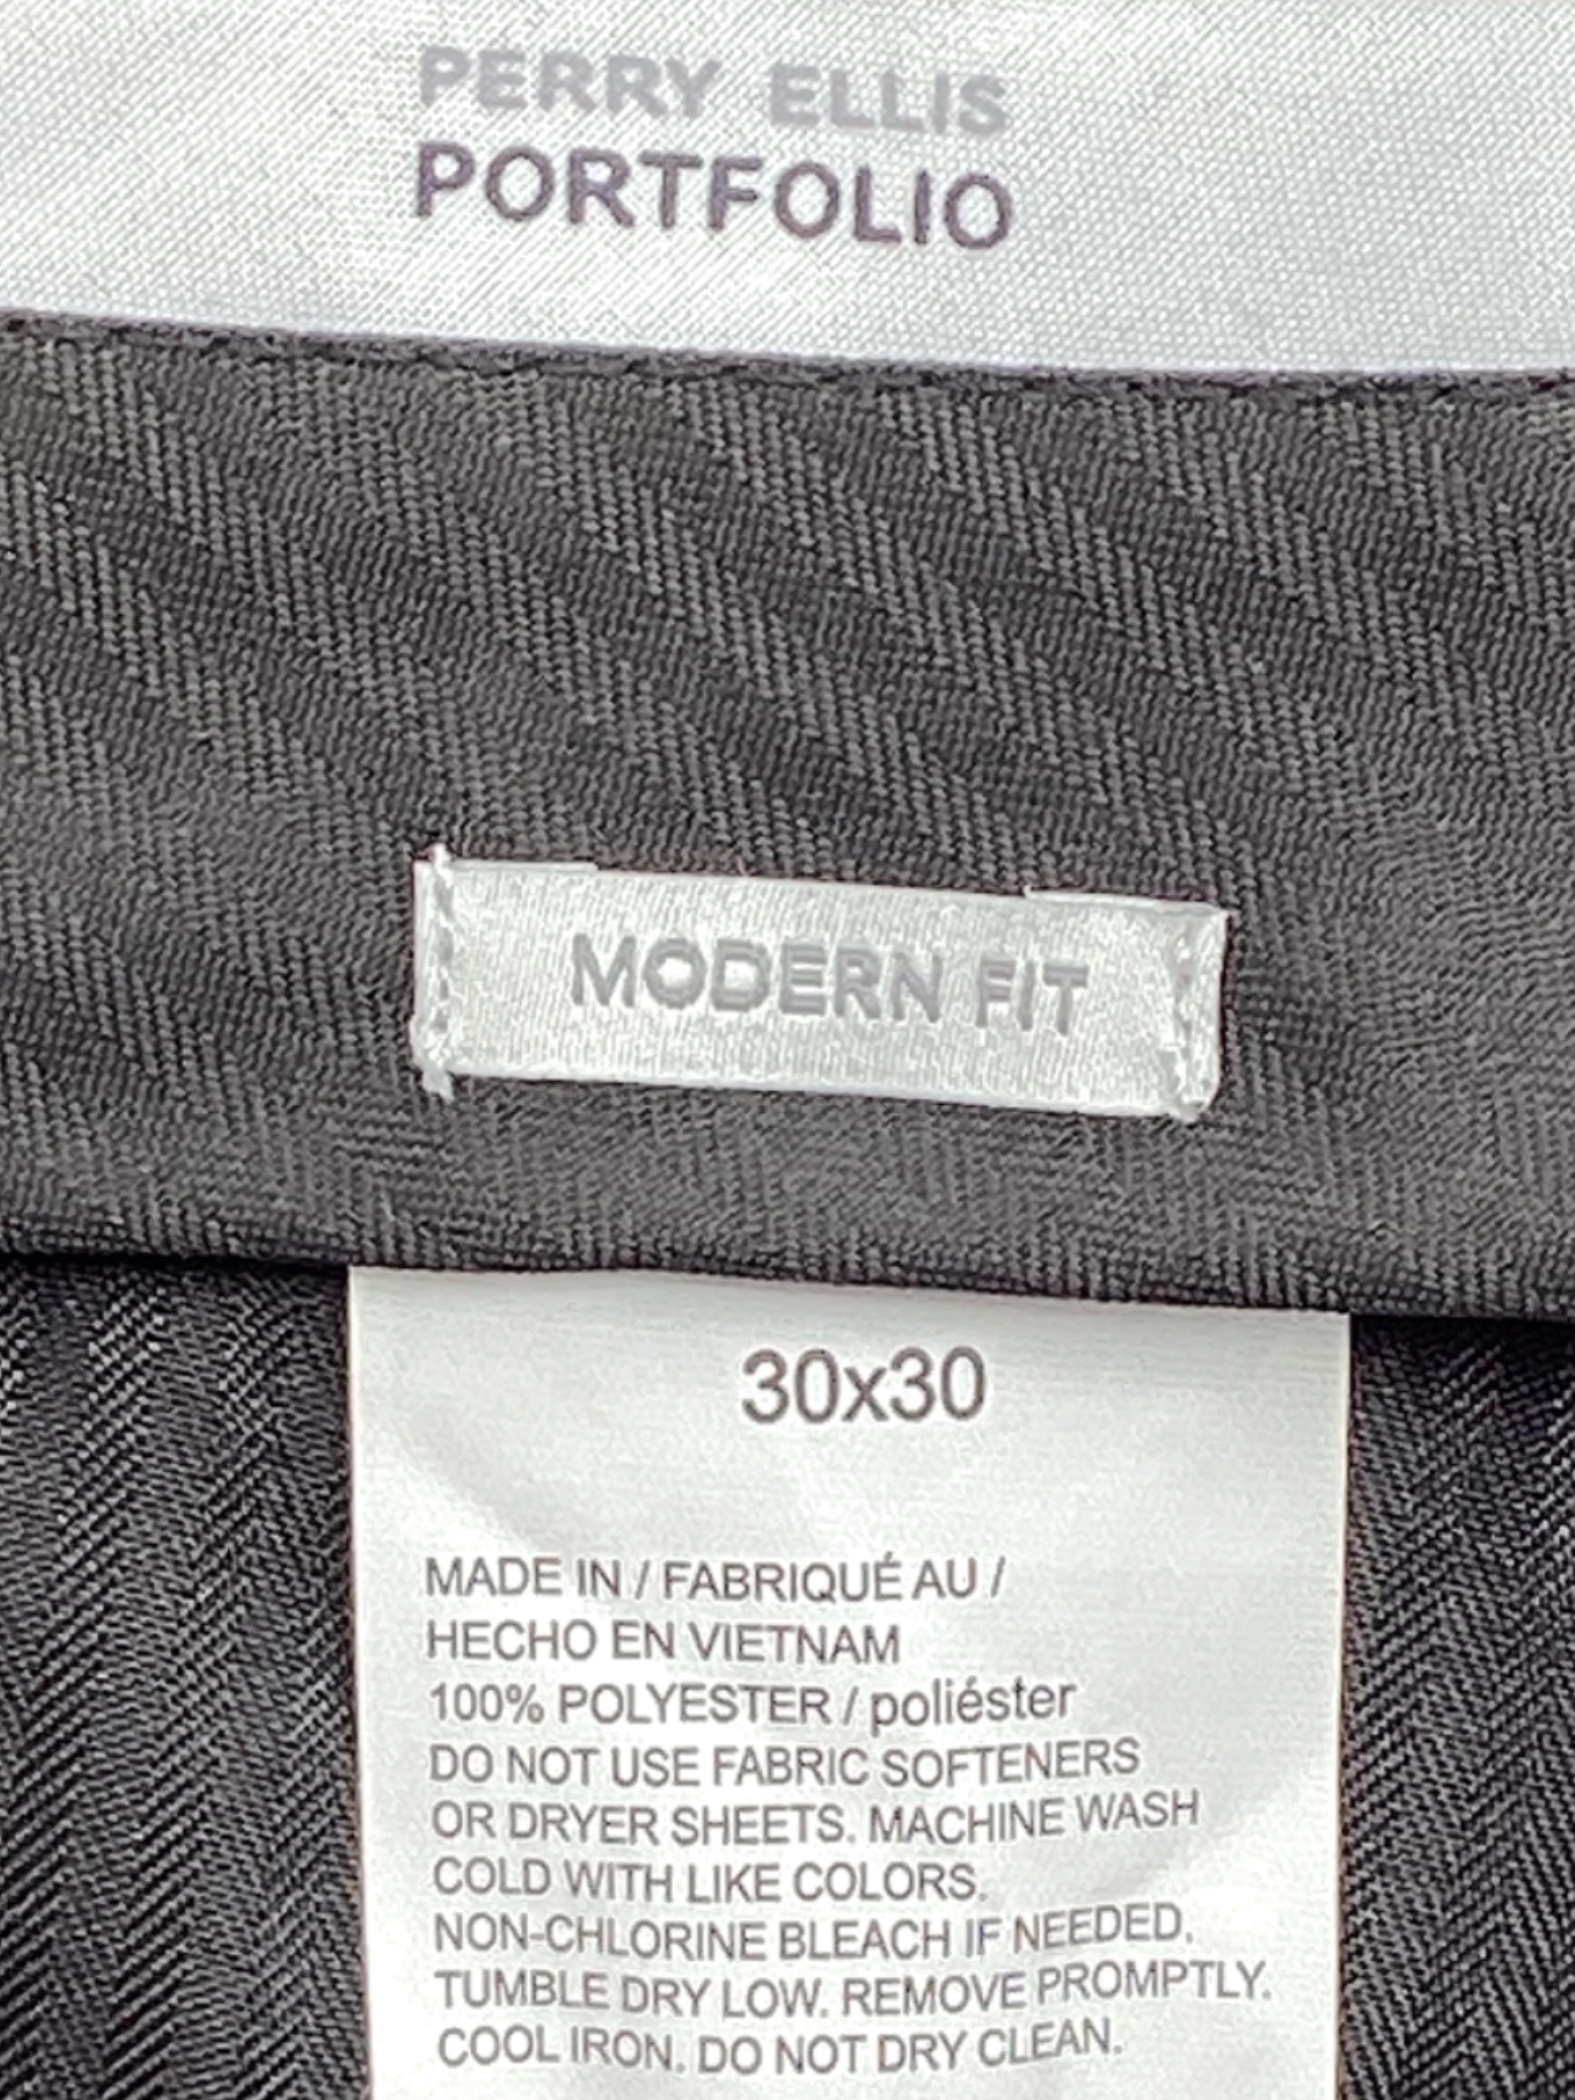 PERRY ELLIS
PORTFOLIO
MODERN FIT
30x30
MADE IN / FABRIQUÉ AU /
HECHO EN VIETNAM
100% POLYESTER / poliéster
DO NOT USE FABRIC SOFTENERS
OR DRYER SHEETS. MACHINE WASH
COLD WITH LIKE COLORS.
NON-CHLORINE BLEACH IF NEEDED.
TUMBLE DRY LOW. REMOVE PROMPTLY.
COOL IRON. DO NOT DRY CLEAN.